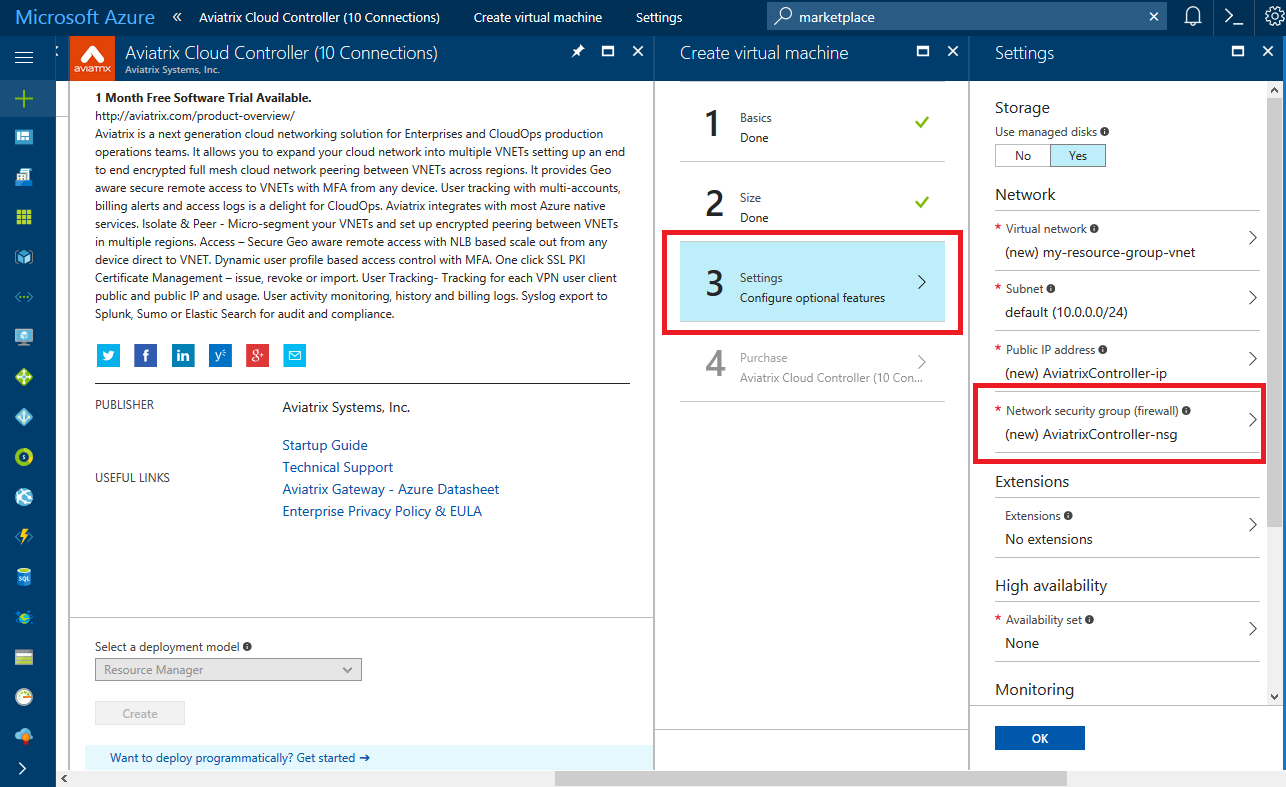 Microsoft Azure « Aviatrix Cloud Controller (10 Connections) Create virtual machine Settings marketplace
aviatrix
Aviatrix Cloud Controller (10 Connections)
Aviatrix Systems, Inc.
1 Month Free Software Trial Available.
http://aviatrix.com/product-overview/
Aviatrix is a next generation cloud networking solution for Enterprises and CloudOps production
operations teams. It allows you to expand your cloud network into multiple VNETs setting up an end
to end encrypted full mesh cloud network peering between VNETs across regions. It provides Geo
aware secure remote access to VNETs with MFA from any device. User tracking with multi-accounts,
billing alerts and access logs is a delight for CloudOps. Aviatrix integrates with most Azure native
services. Isolate & Peer - Micro-segment your VNETs and set up encrypted peering between VNETs
in multiple regions. Access – Secure Geo aware remote access with NLB based scale out from any
device direct to VNET. Dynamic user profile based access control with MFA. One click SSL PKI
Certificate Management – issue, revoke or import. User Tracking- Tracking for each VPN user client
public and public IP and usage. User activity monitoring, history and billing logs. Syslog export to
Splunk, Sumo or Elastic Search for audit and compliance.
PUBLISHER
Aviatrix Systems, Inc.
USEFUL LINKS
Startup Guide
Technical Support
Aviatrix Gateway - Azure Datasheet
Enterprise Privacy Policy & EULA
Select a deployment model
Resource Manager
Create
Want to deploy programmatically? Get started →
Create virtual machine
1 Basics
Done
2 Size
Done
3 Settings
Configure optional features
4 Purchase
Aviatrix Cloud Controller (10 Con...
Settings
Storage
Use managed disks
No Yes
Network
* Virtual network
(new) my-resource-group-vnet
* Subnet
default (10.0.0.0/24)
* Public IP address
(new) AviatrixController-ip
* Network security group (firewall)
(new) AviatrixController-nsg
Extensions
Extensions
No extensions
High availability
* Availability set
None
Monitoring
OK